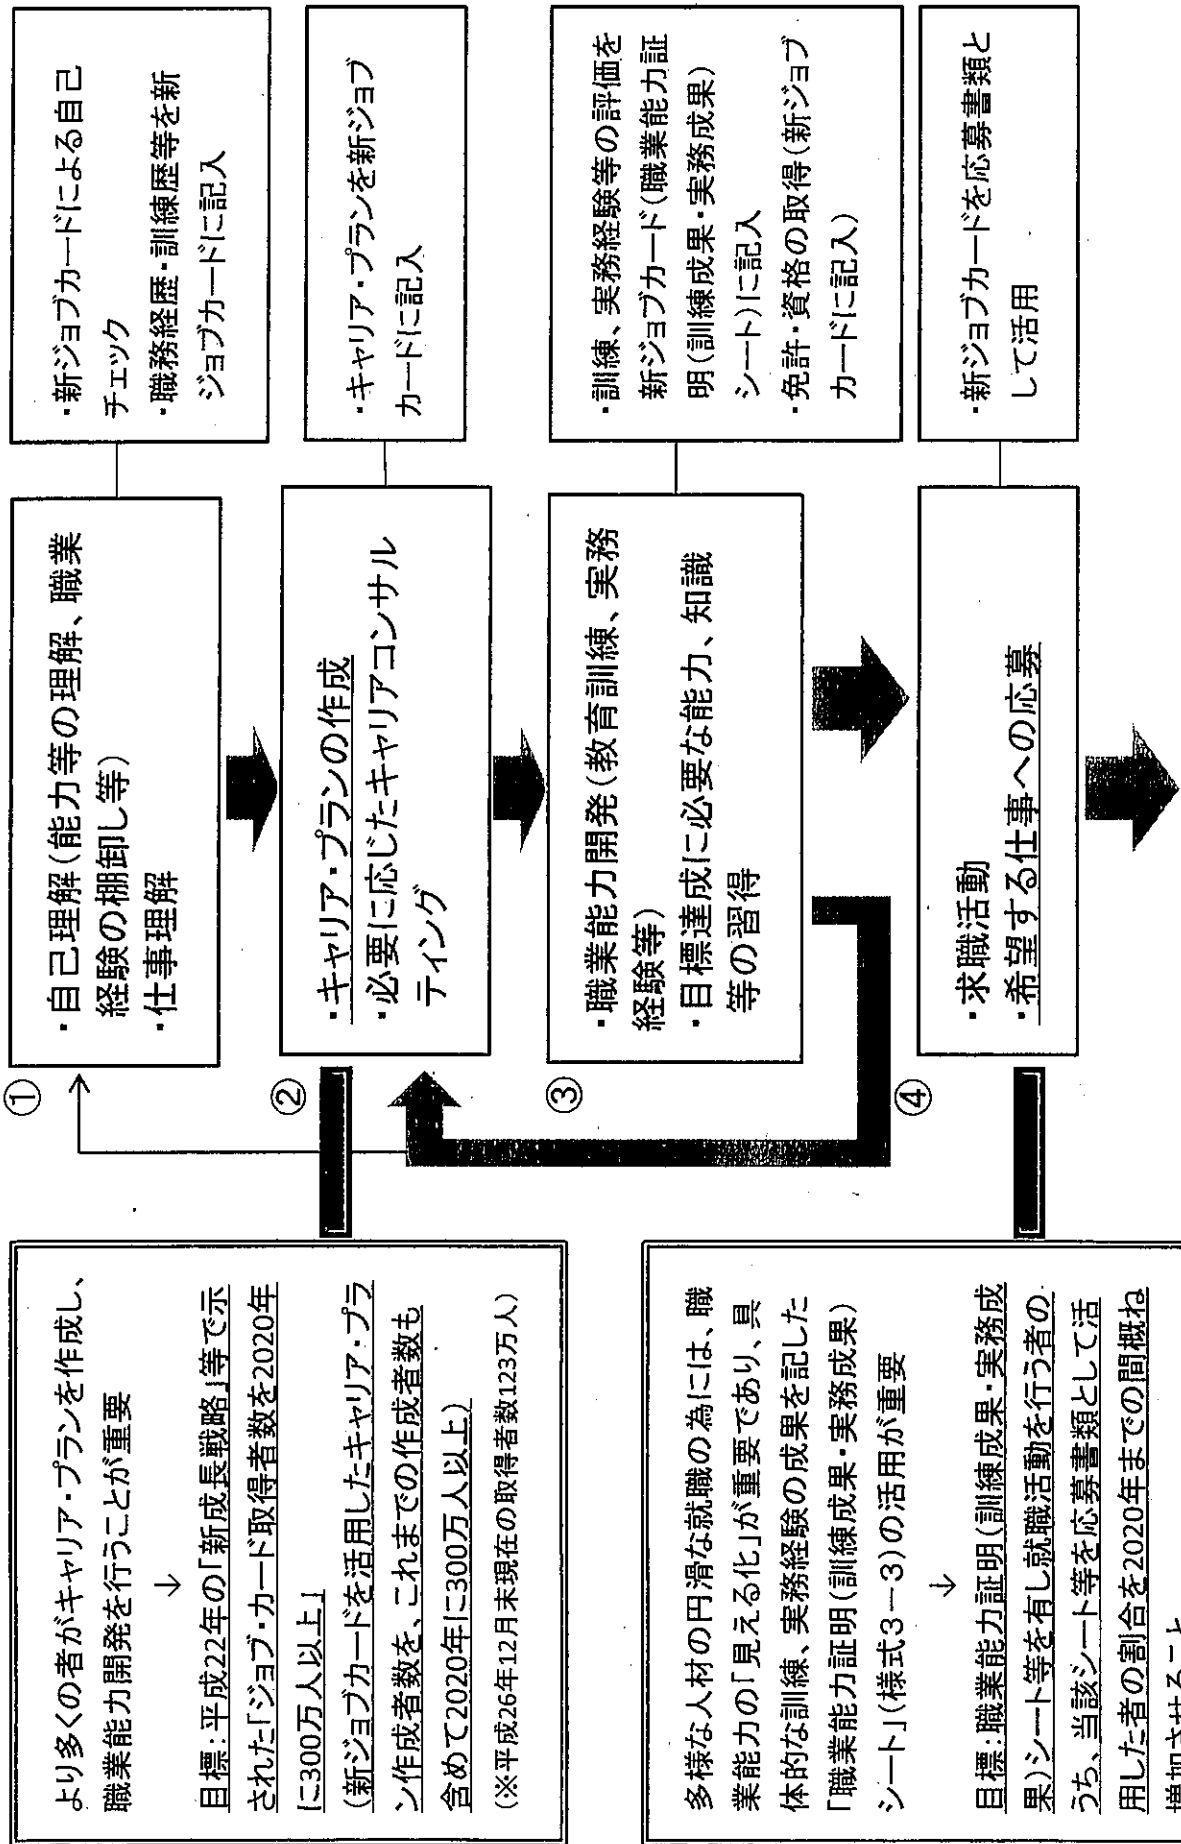 より多くの者がキャリア・プランを作成し、
職業能力開発を行うことが重要
↓
目標：平成22年の「新成長戦略」等で示
された「ジョブ・カード取得者数を2020年
に300万人以上」
(新ジョブカードを活用したキャリア・プラ
ン作成者数を、これまでの作成者数も
含めて2020年に300万人以上)
(※平成26年12月末現在の取得者数123万人)
多様な人材の円滑な就職の為には、職
業能力の「見える化」が重要であり、具
体的な訓練、実務経験の成果を記した
「職業能力証明(訓練成果・実務成果)
シート」(様式3－3)の活用が重要
↓
目標：職業能力証明(訓練成果・実務成
果)シート等を有し就職活動を行う者の
うち、当該シート等を応募書類として活
用した者の割合を2020年までの間概ね
増加させること
①
・自己理解(能力等の理解、職業
経験の棚卸し等)
・仕事理解
②
・キャリア・プランの作成
・必要に応じたキャリアコンサル
ティング
③
・職業能力開発(教育訓練、実務
経験等)
・目標達成に必要な能力、知識
等の習得
④
・求職活動
・希望する仕事への応募
・新ジョブカードによる自己
チェック
・職務経歴・訓練歴等を新
ジョブカードに記入
・キャリア・プランを新ジョブ
カードに記入
・訓練、実務経験等の評価を
新ジョブカード(職業能力証
明(訓練成果・実務成果)
シート)に記入
・免許・資格の取得(新ジョブ
カードに記入)
・新ジョブカードを応募書類と
して活用